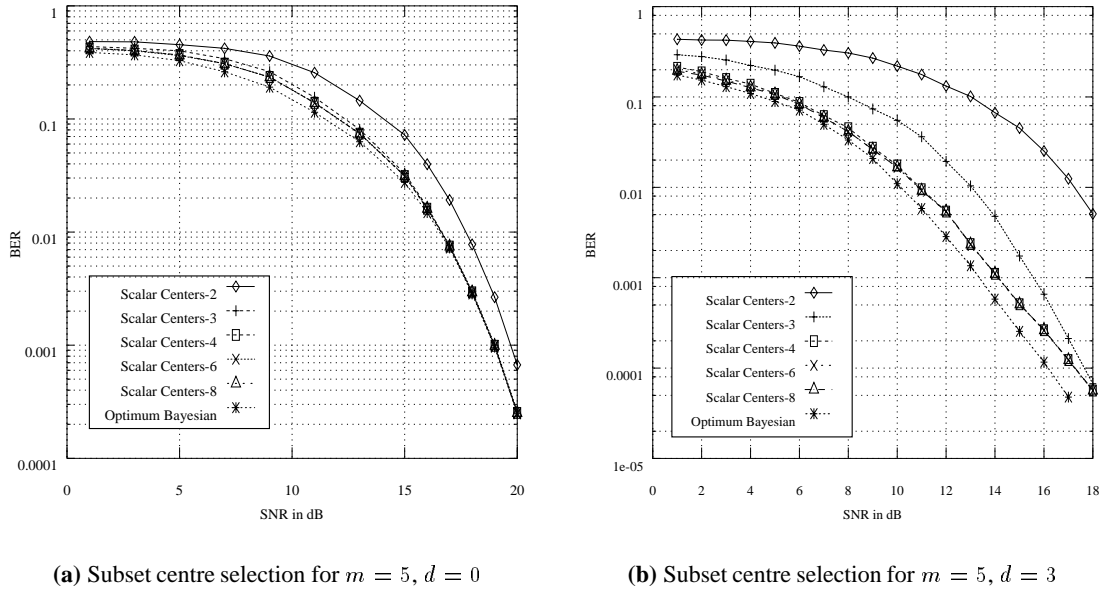 1
0.1
0.01
0.001
0.0001
BER
0 5 10 15 20
SNR in dB
Scalar Centers-2
Scalar Centers-3
Scalar Centers-4
Scalar Centers-6
Scalar Centers-8
Optimum Bayesian
(a) Subset centre selection for m = 5, d = 0
1
0.1
0.01
0.001
0.0001
1e-05
BER
0 2 4 6 8 10 12 14 16 18
SNR in dB
Scalar Centers-2
Scalar Centers-3
Scalar Centers-4
Scalar Centers-6
Scalar Centers-8
Optimum Bayesian
(b) Subset centre selection for m = 5, d = 3